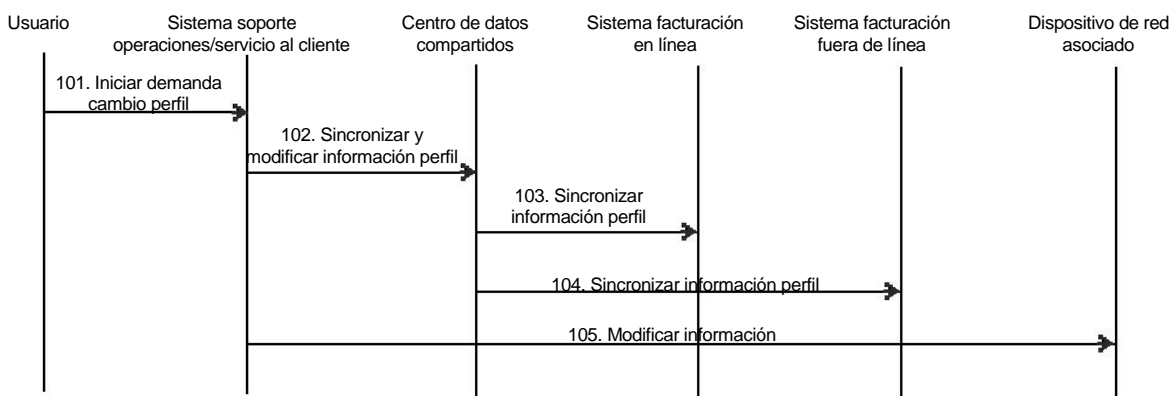 Usuario
Sistema soporte
operaciones/servicio al cliente
Centro de datos
compartidos
Sistema facturación
en línea
Sistema facturación
fuera de línea
Dispositivo de red
asociado
101. Iniciar demanda
cambio perfil
102. Sincronizar y
modificar información perfil
103. Sincronizar
información perfil
104. Sincronizar información perfil
105. Modificar información